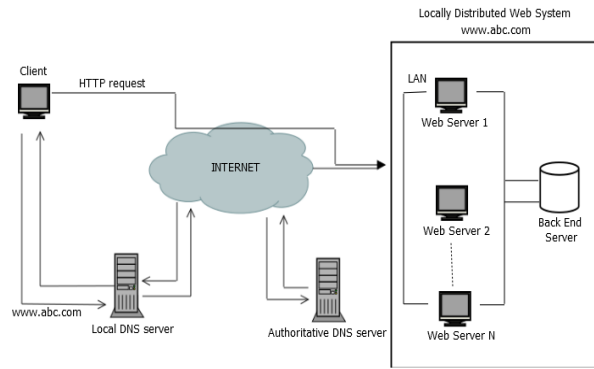 Locally Distributed Web System
www.abc.com
Client
HTTP request
LAN
Web Server 1
INTERNET
Web Server 2
Back End
Server
www.abc.com
Local DNS server
Authoritative DNS server
Web Server N